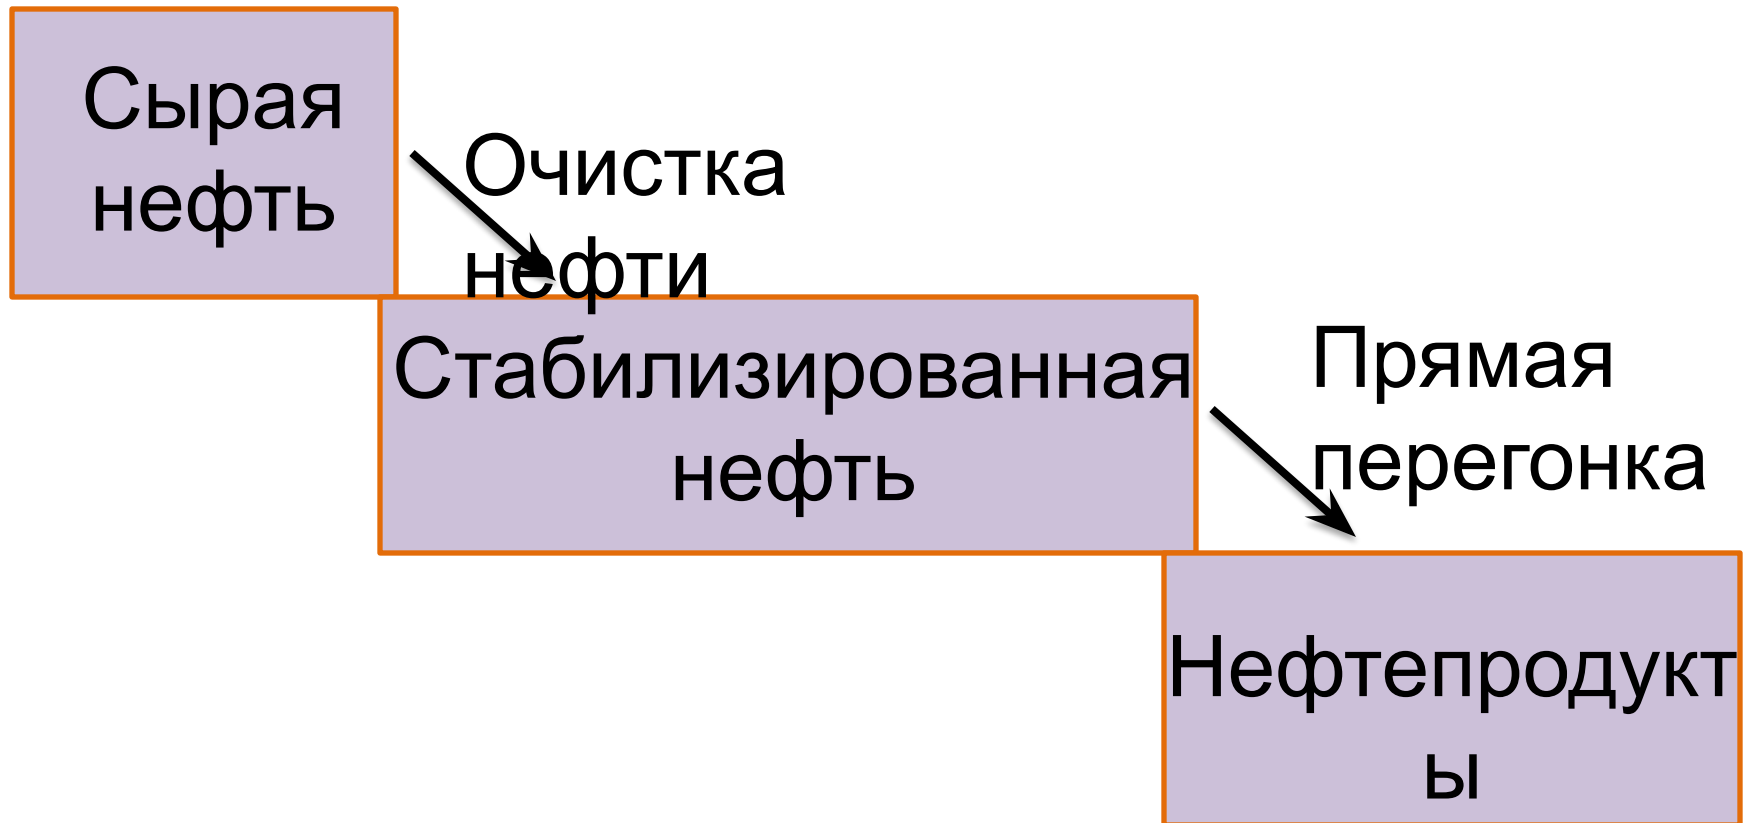 Сырая
нефть
Очистка
нефти
Стабилизированная
нефть
Прямая
перегонка
Нефтепродукт
ы